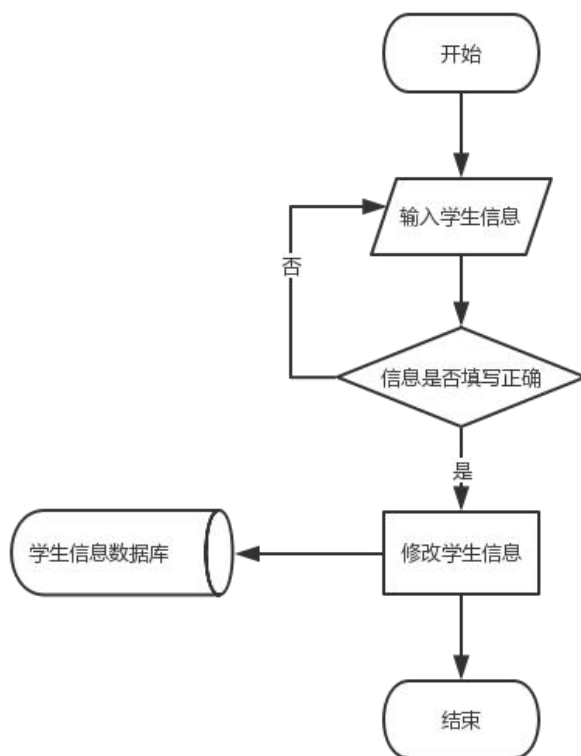 开始
输入学生信息
否
信息是否填写正确
是
学生信息数据库
修改学生信息
结束